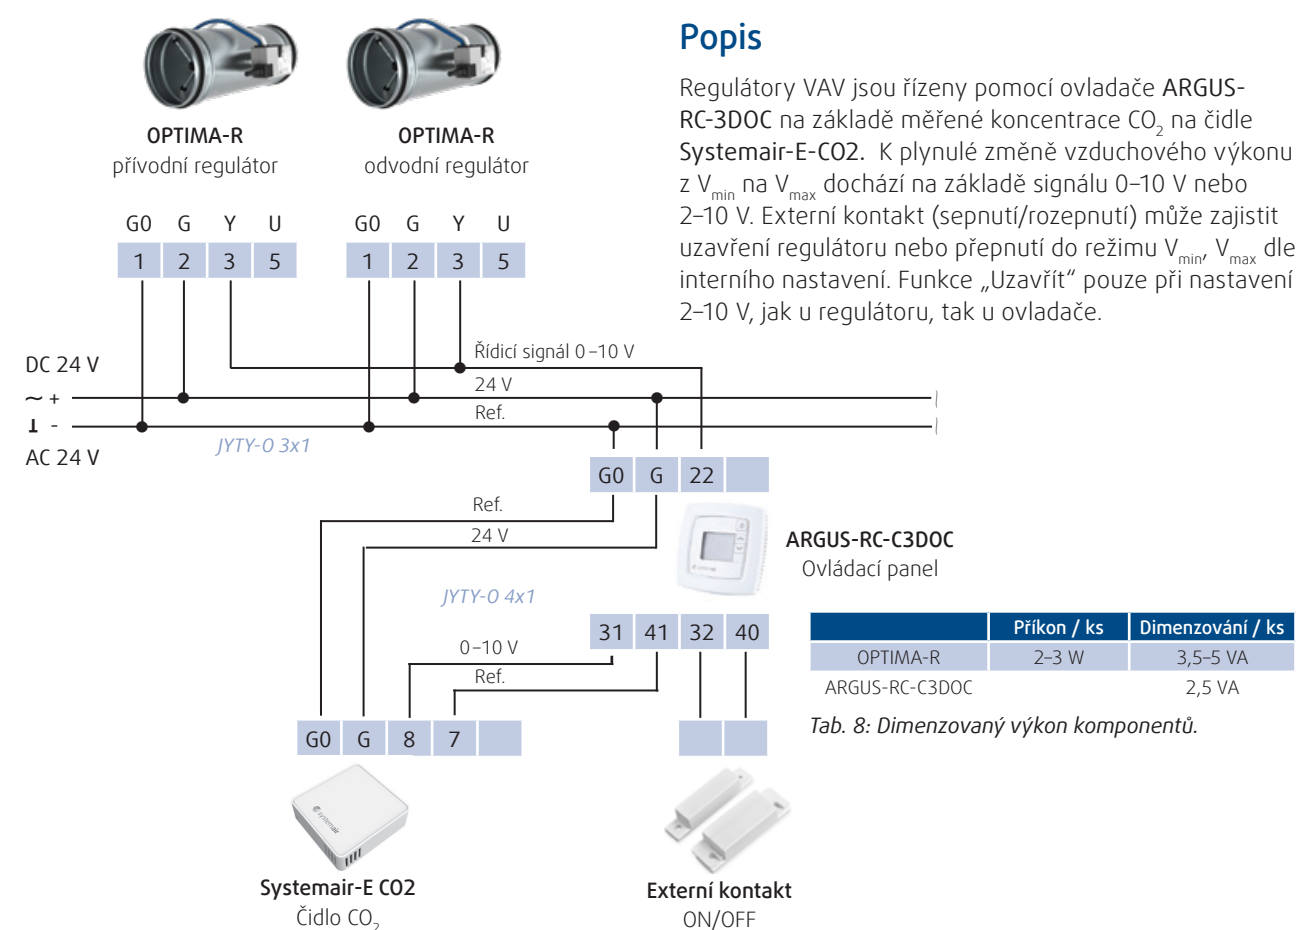 Popis
Regulátory VAV jsou řízeny pomocí ovladače ARGUS-
RC-3DOC na základě měřené koncentrace CO₂ na čidle
Systemair-E-CO2. K plynulé změně vzduchového výkonu
z Vmin na Vmax dochází na základě signálu 0–10 V nebo
2–10 V. Externí kontakt (sepnutí/rozepnutí) může zajistit
uzavření regulátoru nebo přepnutí do režimu Vmin, Vmax dle
interního nastavení. Funkce „Uzavřít“ pouze při nastavení
2–10 V, jak u regulátoru, tak u ovladače.
OPTIMA-R
přívodní regulátor
OPTIMA-R
odvodní regulátor
G0 G Y U
1 2 3 5
G0 G Y U
1 2 3 5
Řídicí signál 0–10 V
DC 24 V
24 V
~ +
Ref.
⊥ -
JYTY-O 3x1
AC 24 V
G0 G 22
Ref.
24 V
systemair
ARGUS-RC-C3DOC
Ovládací panel
JYTY-O 4x1
31 41 32 40
0–10 V
Ref.
G0 G 8 7
systemair
Systemair-E CO2
Čidlo CO₂
Externí kontakt
ON/OFF
Příkon / ks Dimenzování / ks
OPTIMA-R 2–3 W 3,5–5 VA
ARGUS-RC-C3DOC 2,5 VA
Tab. 8: Dimenzovaný výkon komponentů.